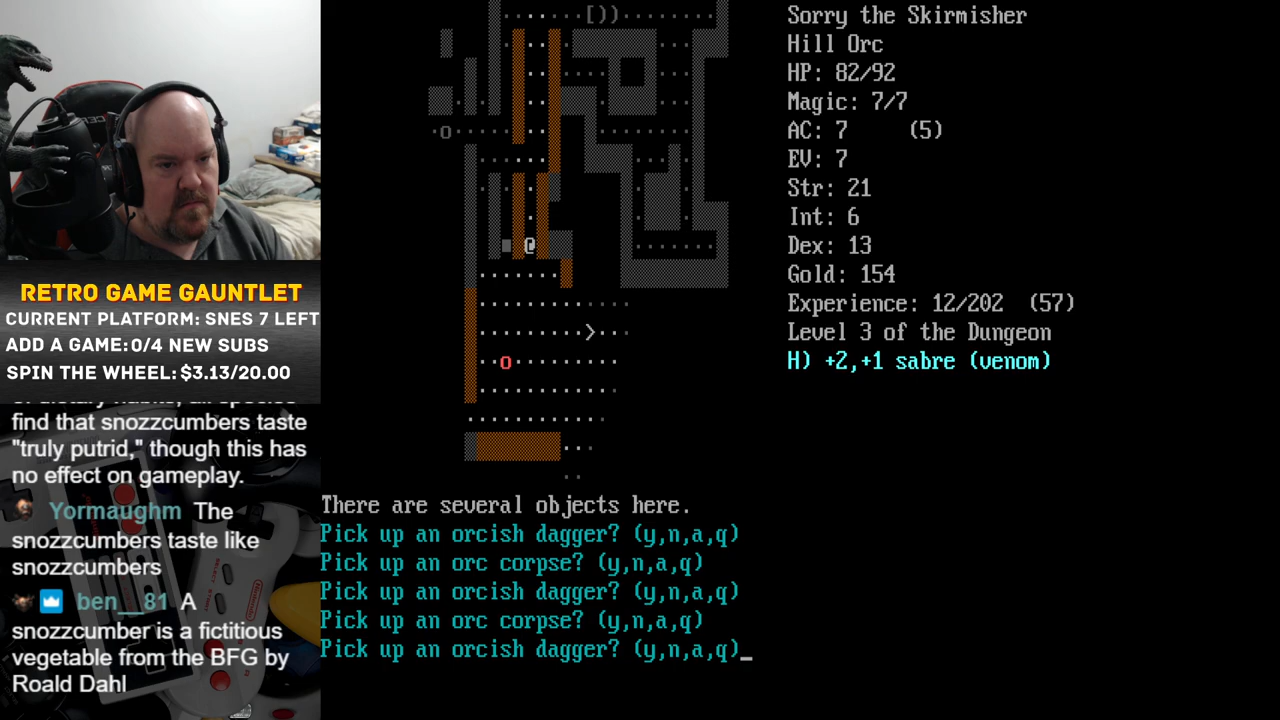 Sorry the Skirmisher
Hill Orc
HP: 82/92
Magic: 7/7
AC: 7 (5)
EV: 7
Str: 21
Int: 6
Dex: 13
Gold: 154
Experience: 12/202 (57)
Level 3 of the Dungeon
H) +2,+1 sabre (venom)
RETRO GAME GAUNTLET
CURRENT PLATFORM: SNES 7 LEFT
ADD A GAME:0/4 NEW SUBS
SPIN THE WHEEL: $3.13/20.00
of dietary habits, all species
find that snozzcumbers taste
"truly putrid," though this has
no effect on gameplay.
Yormaughm The
snozzcumbers taste like
snozzcumbers
ben__81 A
snozzcumber is a fictitious
vegetable from the BFG by
Roald Dahl
There are several objects here.
Pick up an orcish dagger? (y,n,a,q)
Pick up an orc corpse? (y,n,a,q)
Pick up an orcish dagger? (y,n,a,q)
Pick up an orc corpse? (y,n,a,q)
Pick up an orcish dagger? (y,n,a,q)_